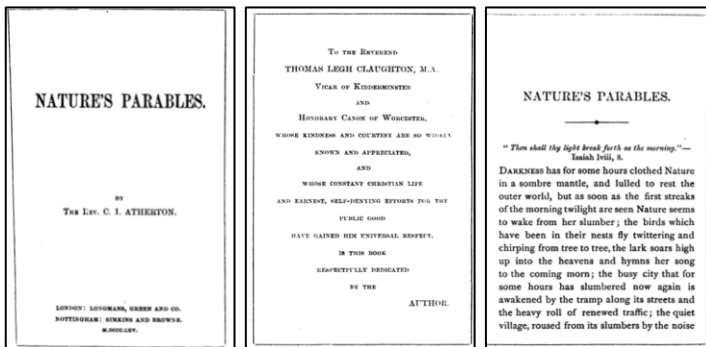 NATURE'S PARABLES.
BY
THE REV. C. I. ATHERTON.
LONDON: LONGMANS, GREEN AND CO.
NOTTINGHAM: SIMKINS AND BROWNE.
M.DCCC.LXV.
TO THE REVEREND
THOMAS LEGH CLAUGHTON, M.A.
VICAR OF KIDDERMINSTER
AND
HONORARY CANON OF WORCESTER,
WHOSE KINDNESS AND COURTESY ARE SO WIDELY
KNOWN AND APPRECIATED,
AND
WHOSE CONSTANT CHRISTIAN LIFE
AND EARNEST, SELF-DENYING EFFORTS FOR THE
PUBLIC GOOD
HAVE GAINED HIM UNIVERSAL RESPECT,
IS THIS BOOK
RESPECTFULLY DEDICATED
BY THE
AUTHOR.
NATURE'S PARABLES.
"Then shall thy light break forth as the morning."—
Isaiah lviii, 8.
DARKNESS has for some hours clothed Nature
in a sombre mantle, and lulled to rest the
outer world, but as soon as the first streaks
of the morning twilight are seen Nature seems
to wake from her slumber; the birds which
have been in their nests fly twittering and
chirping from tree to tree, the lark soars high
up into the heavens and hymns her song
to the coming morn; the busy city that for
some hours has slumbered now again is
awakened by the tramp along its streets and
the heavy roll of renewed traffic; the quiet
village, roused from its slumbers by the noise